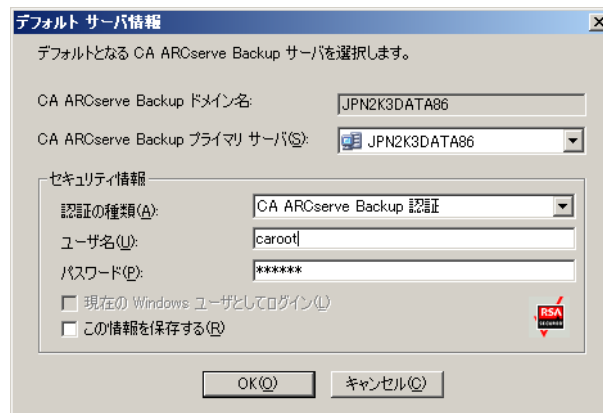 デフォルト サーバ情報
デフォルトとなる CA ARCserve Backup サーバを選択します。
CA ARCserve Backup ドメイン名: JPN2K3DATA86
CA ARCserve Backup プライマリ サーバ(S): JPN2K3DATA86
セキュリティ情報
認証の種類(A): CA ARCserve Backup 認証
ユーザ名(U): caroot
パスワード(P): ******
現在の Windows ユーザとしてログイン(L)
この情報を保存する(R)
RSA
SECURED
OK(O) キャンセル(C)